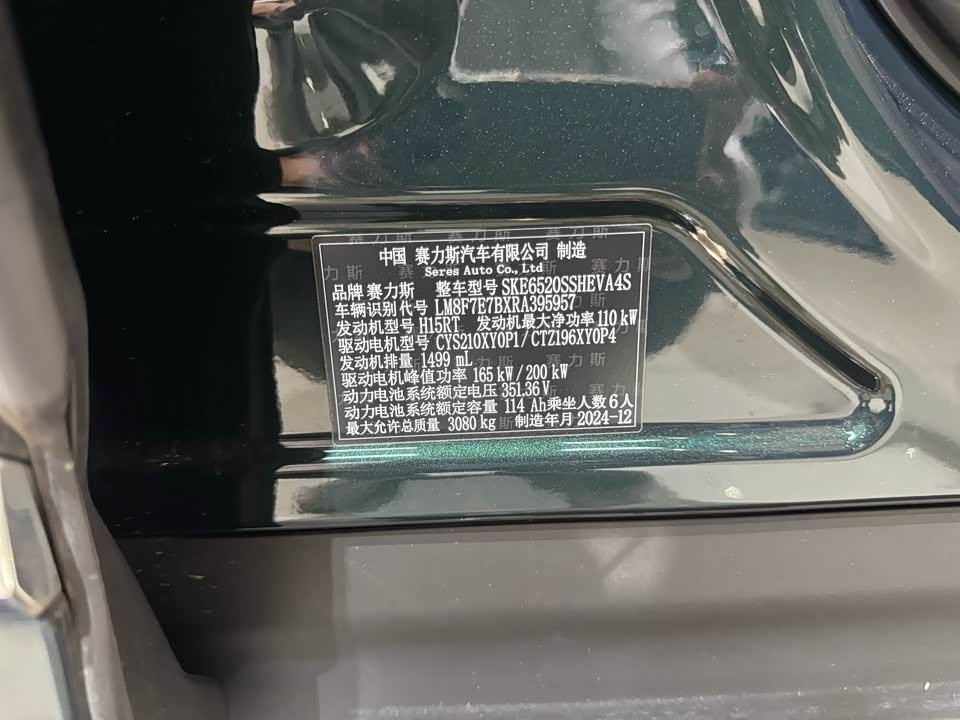 中国 赛力斯汽车有限公司 制造
Seres Auto Co., Ltd
品牌 赛力斯 整车型号 SKE6520SSHEVA4S
车辆识别代号 LM8F7E7BXRA395957
发动机型号 H15RT 发动机最大净功率 110 kW
驱动电机型号 CYS210XY0P1/CTZ196XY0P4
发动机排量 1499 mL
驱动电机峰值功率 165 kW/200 kW
动力电池系统额定电压 351.36 V
动力电池系统额定容量 114 Ah 乘坐人数 6人
最大允许总质量 3080 kg 制造年月 2024-12